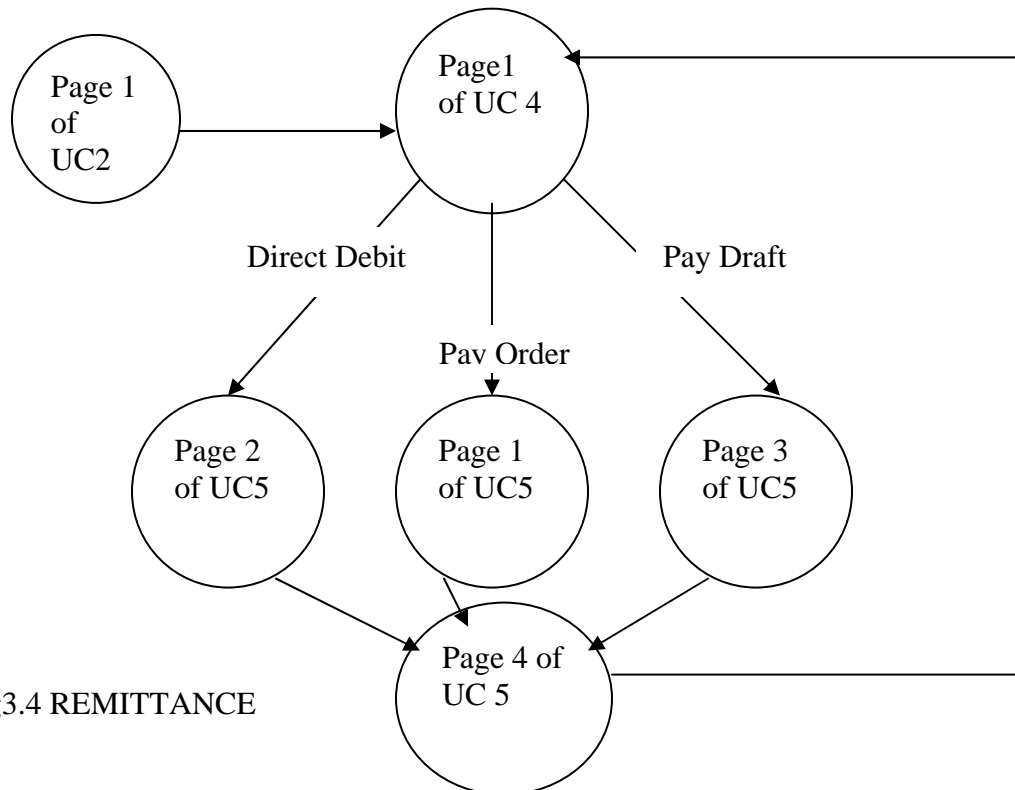 Page 1
of
UC2
Page1
of UC 4
Direct Debit
Pay Draft
Pav Order
Page 2
of UC5
Page 1
of UC5
Page 3
of UC5
Page 4 of
UC 5
3.4 REMITTANCE